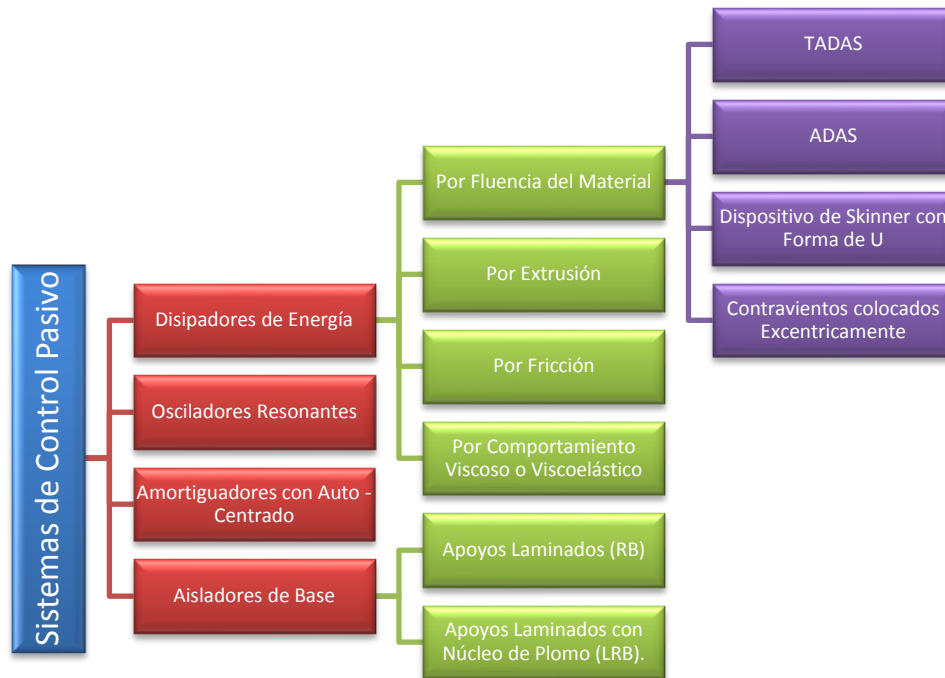 Sistemas de Control Pasivo
Disipadores de Energía
Osciladores Resonantes
Amortiguadores con Auto -
Centrado
Aisladores de Base
Por Fluencia del Material
Por Extrusión
Por Fricción
Por Comportamiento
Viscoso o Viscoelástico
Apoyos Laminados (RB)
Apoyos Laminados con
Núcleo de Plomo (LRB).
TADAS
ADAS
Dispositivo de Skinner con
Forma de U
Contravientos colocados
Excentricamente